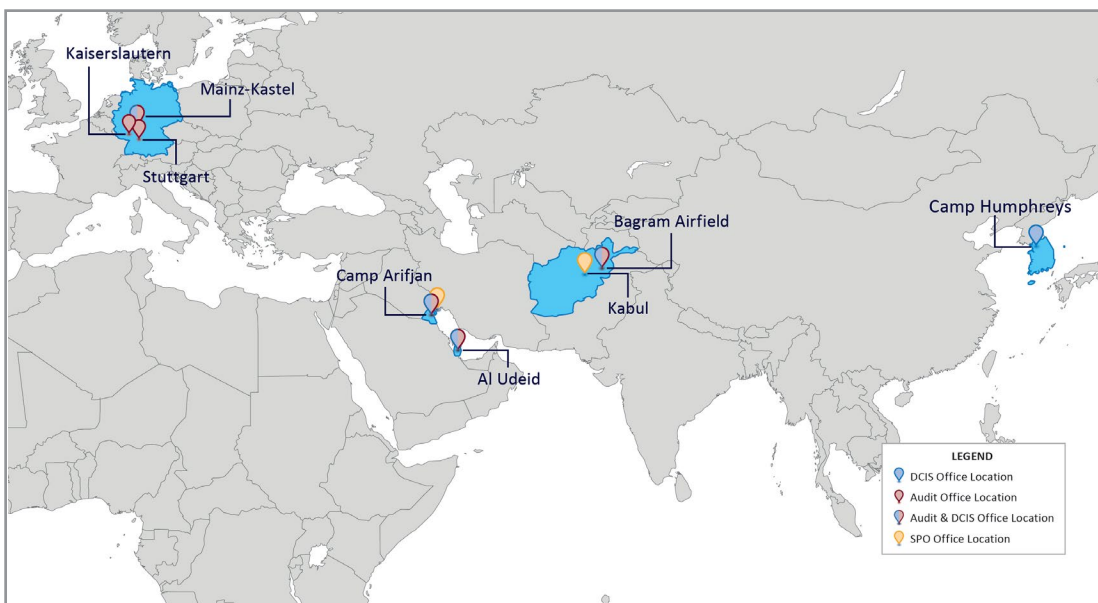 Kaiserslautern
Mainz-Kastel
Stuttgart
Camp Humphreys
Bagram Airfield
Camp Arifjan
Kabul
Al Udeid
LEGEND
DCIS Office Location
Audit Office Location
Audit & DCIS Office Location
SPO Office Location